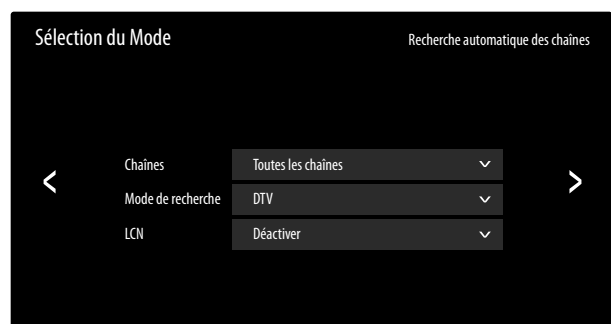 Sélection du Mode
Recherche automatique des chaînes
Chaînes Toutes les chaînes
Mode de recherche DTV
LCN Déactiver